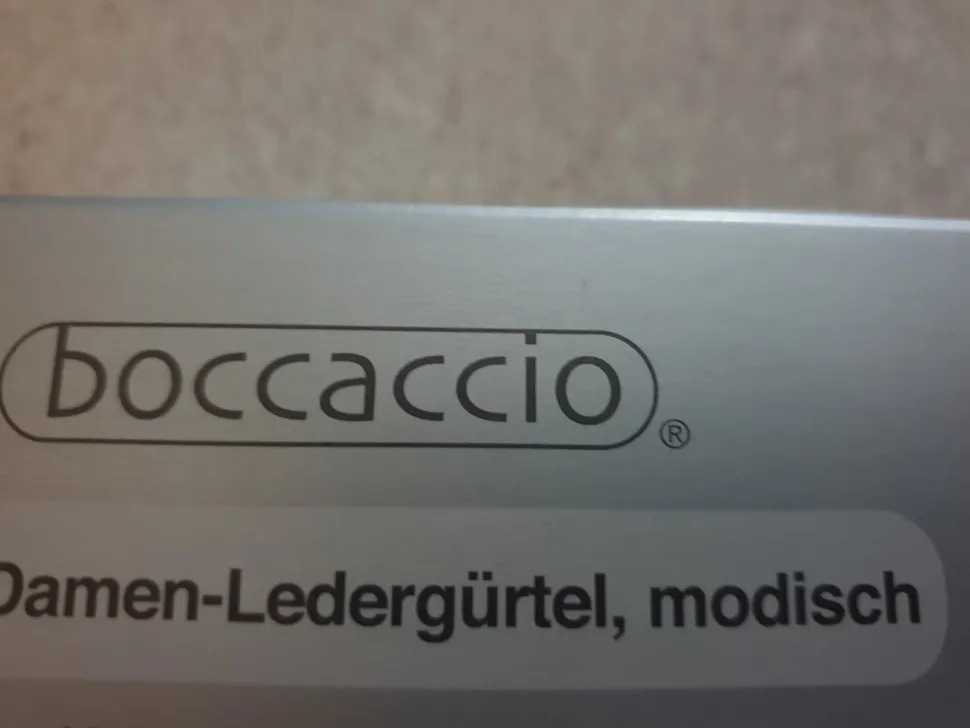 boccaccio®
Damen-Ledergürtel, modisch